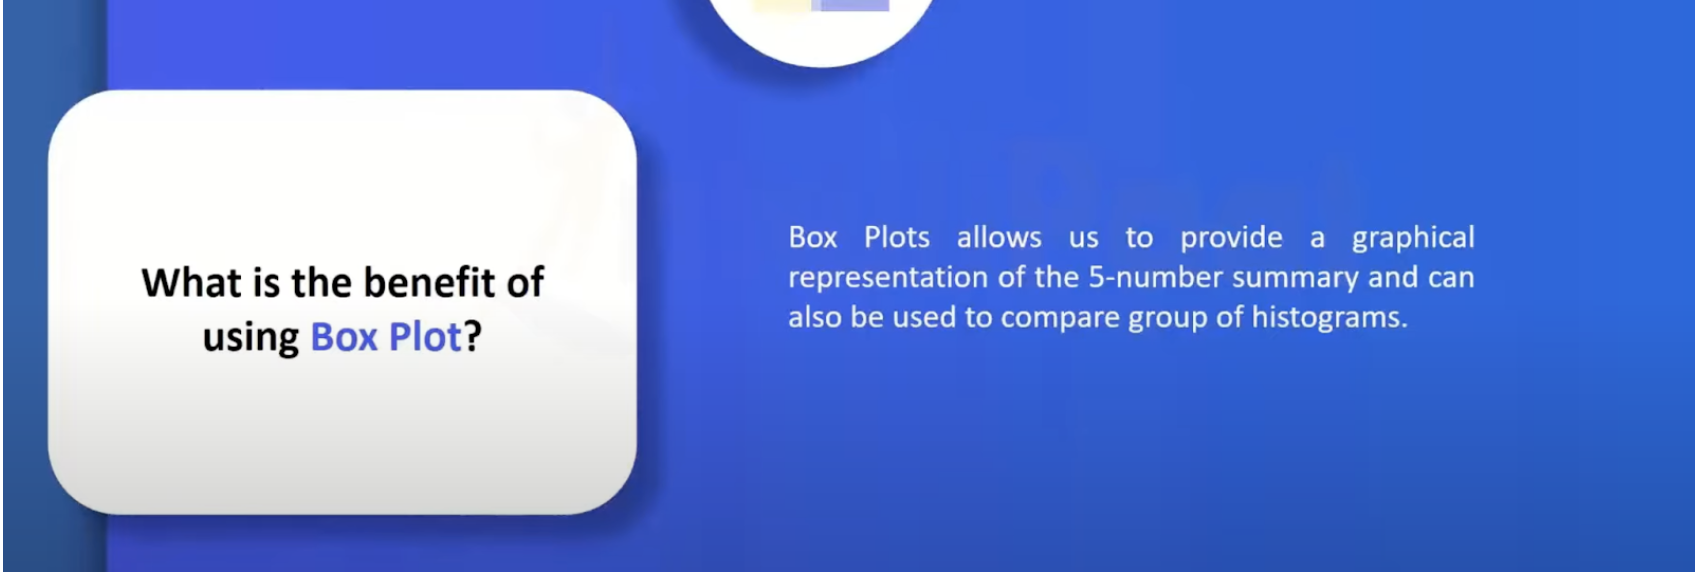 What is the benefit of
using Box Plot?
Box Plots allows us to provide a graphical
representation of the 5-number summary and can
also be used to compare group of histograms.